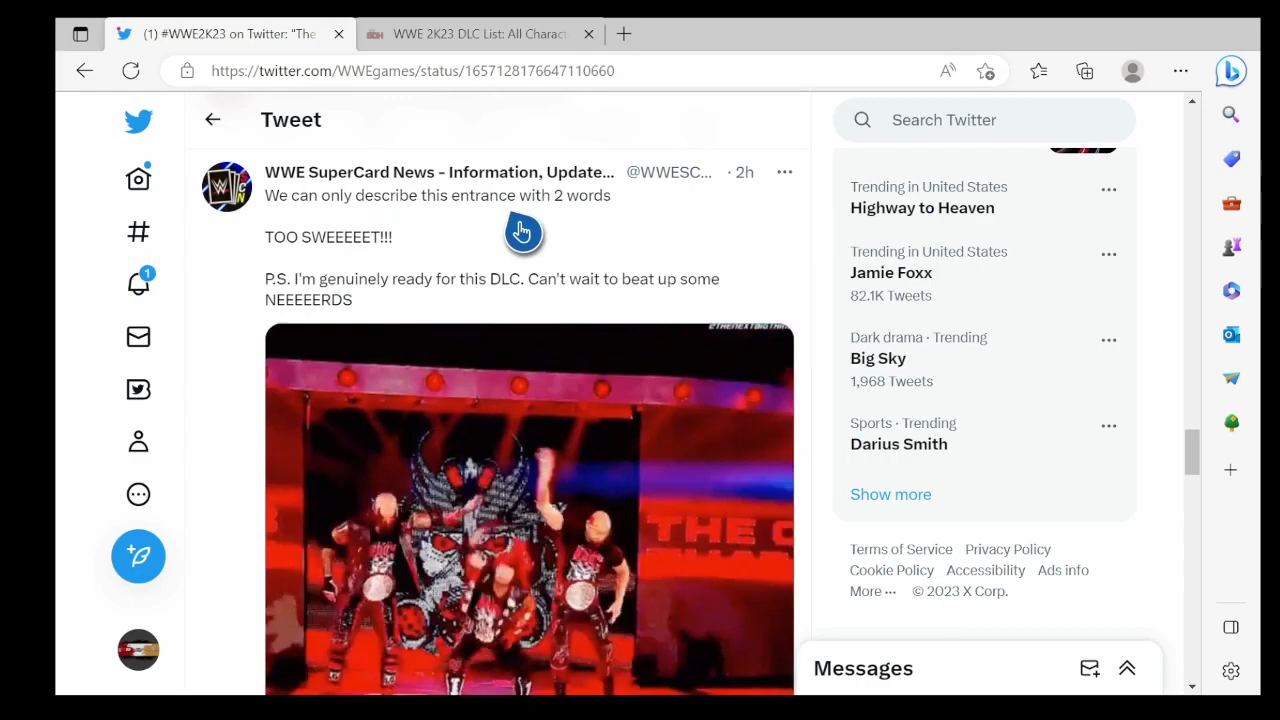 (1) #WWE2K23 on Twitter: "The
WWE 2K23 DLC List: All Charact
https://twitter.com/WWEgames/status/1657128176647110660
Tweet
Search Twitter
WWE SuperCard News - Information, Update... @WWESC... · 2h
We can only describe this entrance with 2 words
TOO SWEEEEET!!!
P.S. I'm genuinely ready for this DLC. Can't wait to beat up some
NEEEEERDS
2THENEXTBIGTHING
THE
Trending in United States
Highway to Heaven
Trending in United States
Jamie Foxx
82.1K Tweets
Dark drama · Trending
Big Sky
1,968 Tweets
Sports · Trending
Darius Smith
Show more
Terms of Service Privacy Policy
Cookie Policy Accessibility Ads info
More ··· © 2023 X Corp.
Messages
1